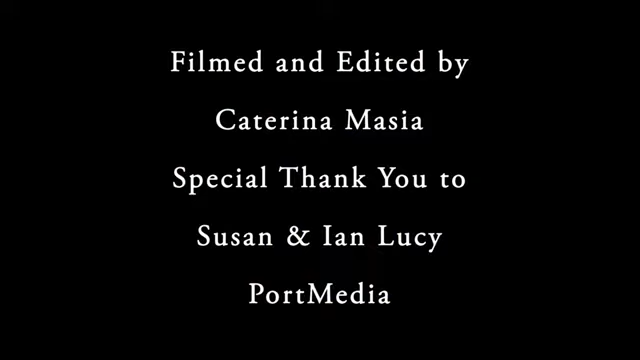 Filmed and Edited by
Caterina Masia
Special Thank You to
Susan & Ian Lucy
PortMedia